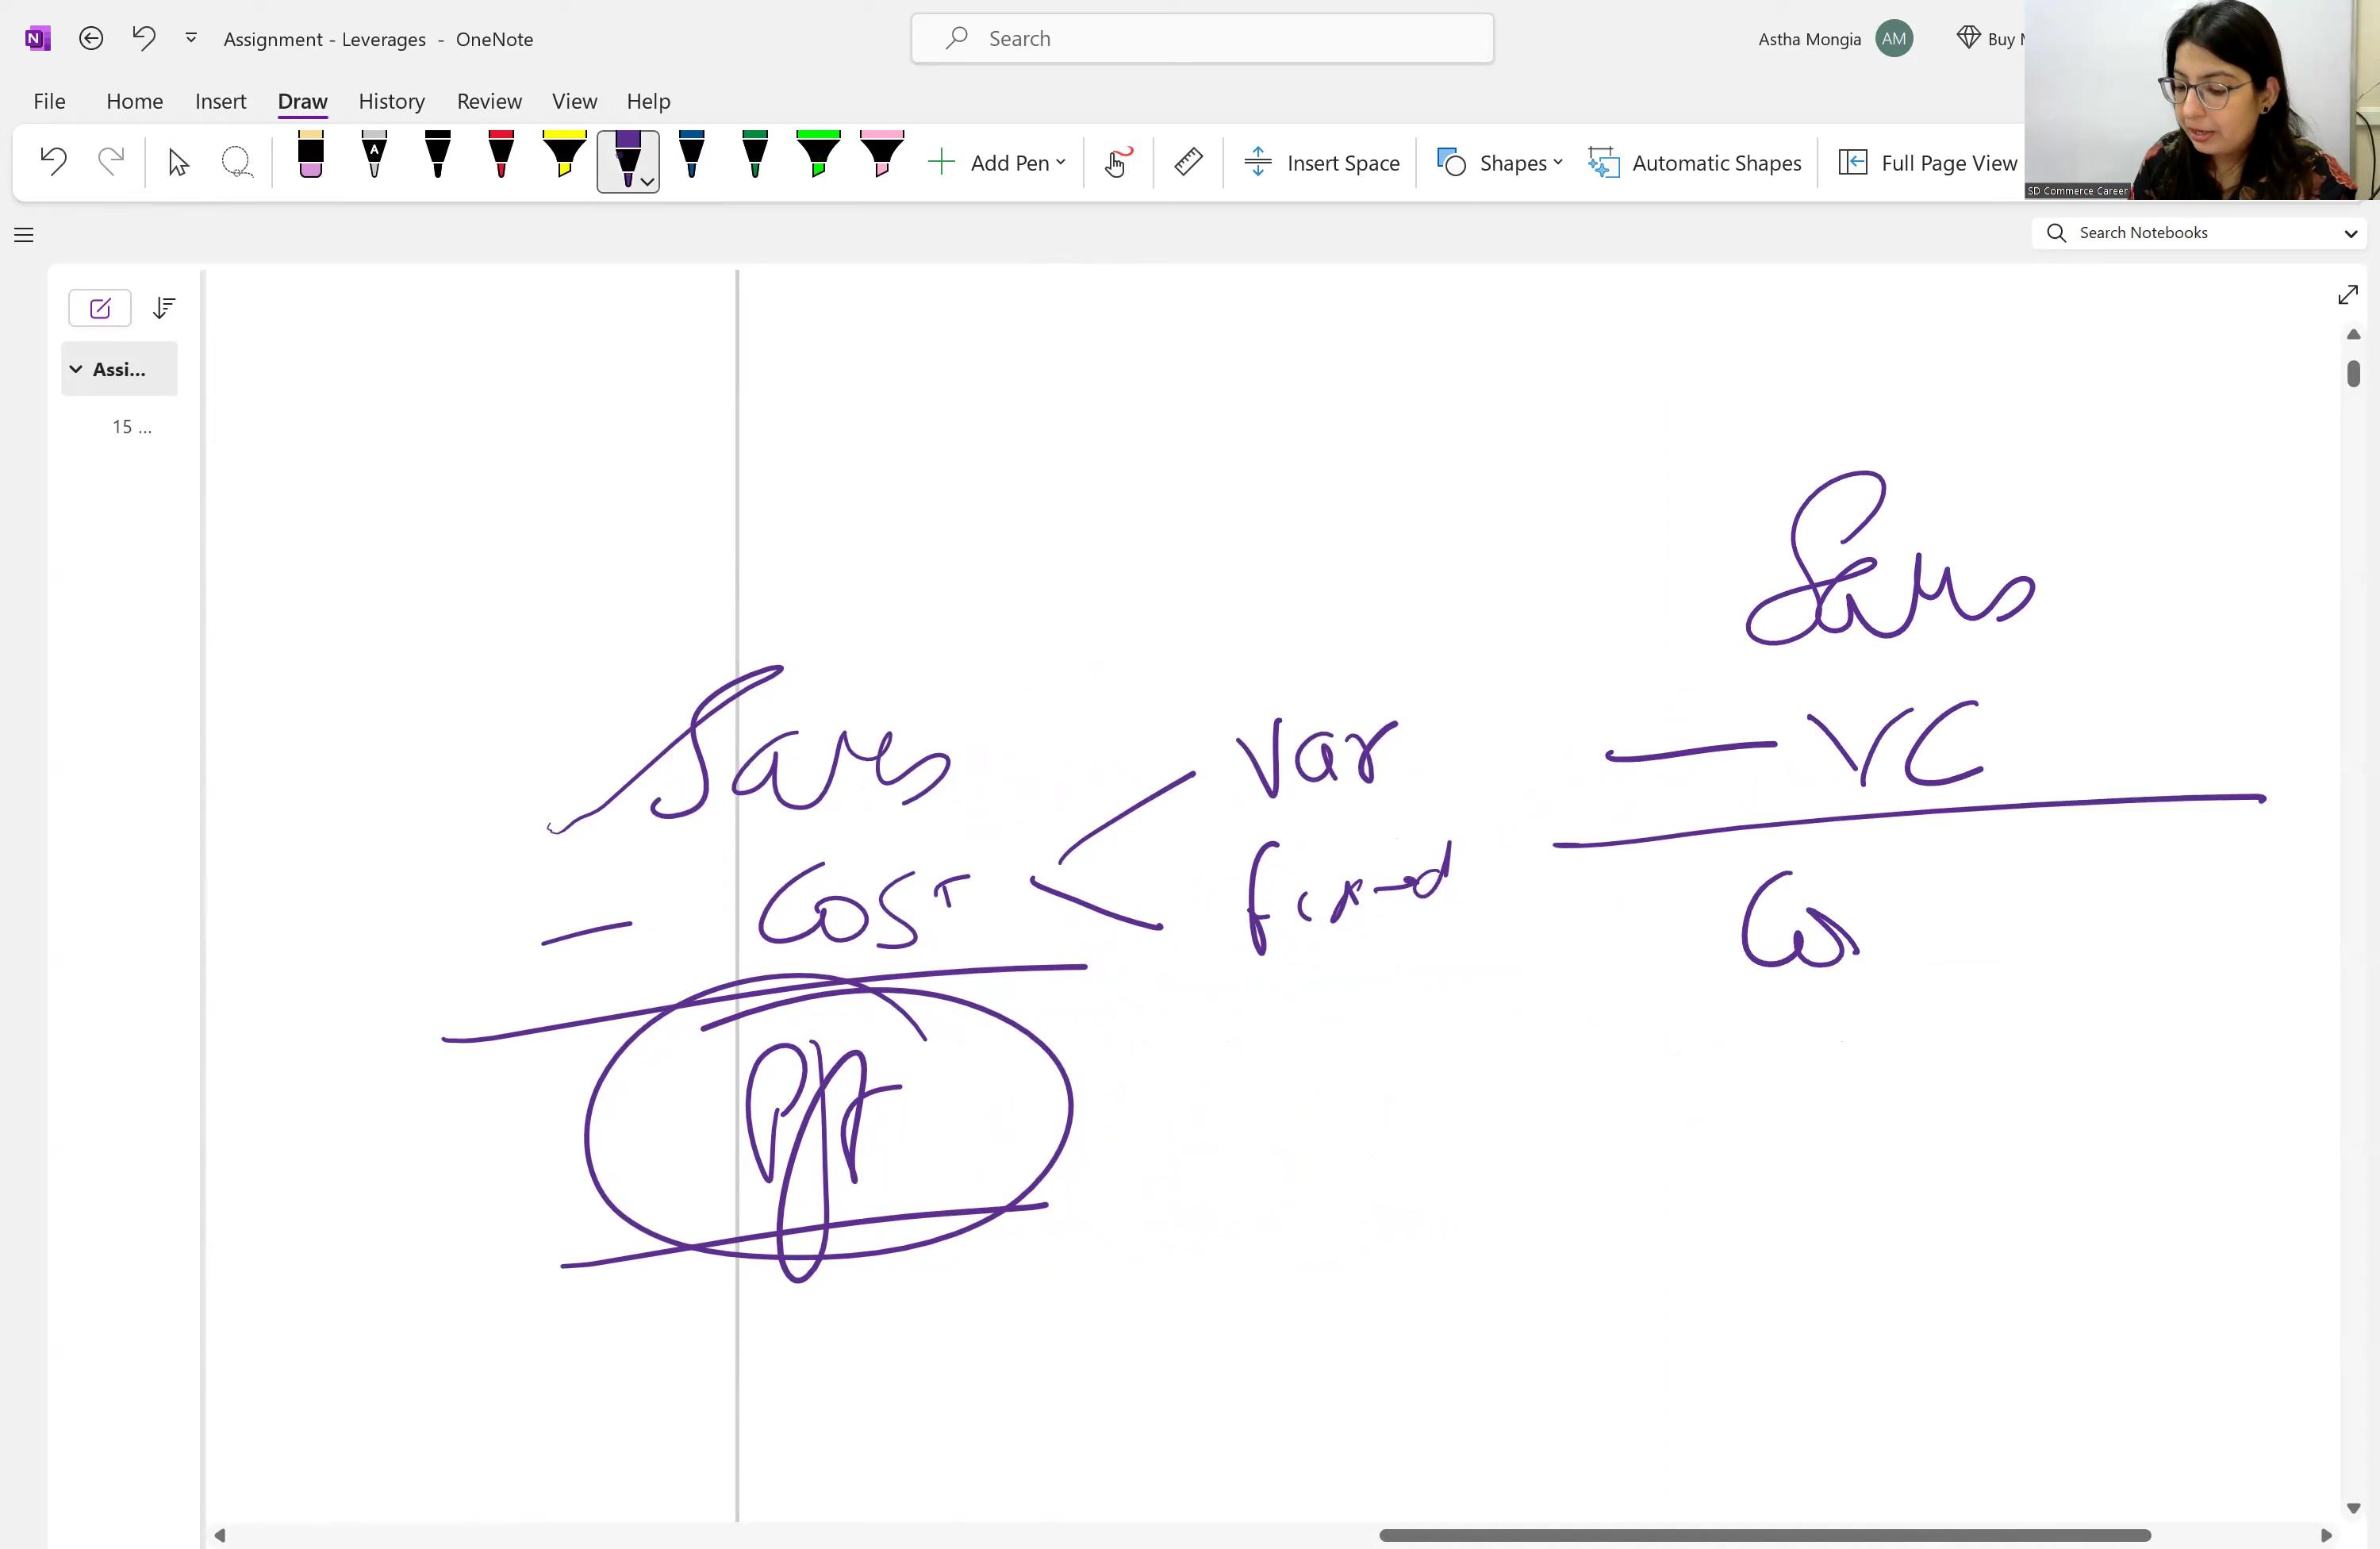 N Assignment - Leverages - OneNote
Search
Astha Mongia AM Buy
File Home Insert Draw History Review View Help
A Add Pen Insert Space Shapes Automatic Shapes Full Page View
SD Commerce Career
Search Notebooks
Assi...
15 ...
Sales
- VC
Sales
- Cost
Var
fixed
Co